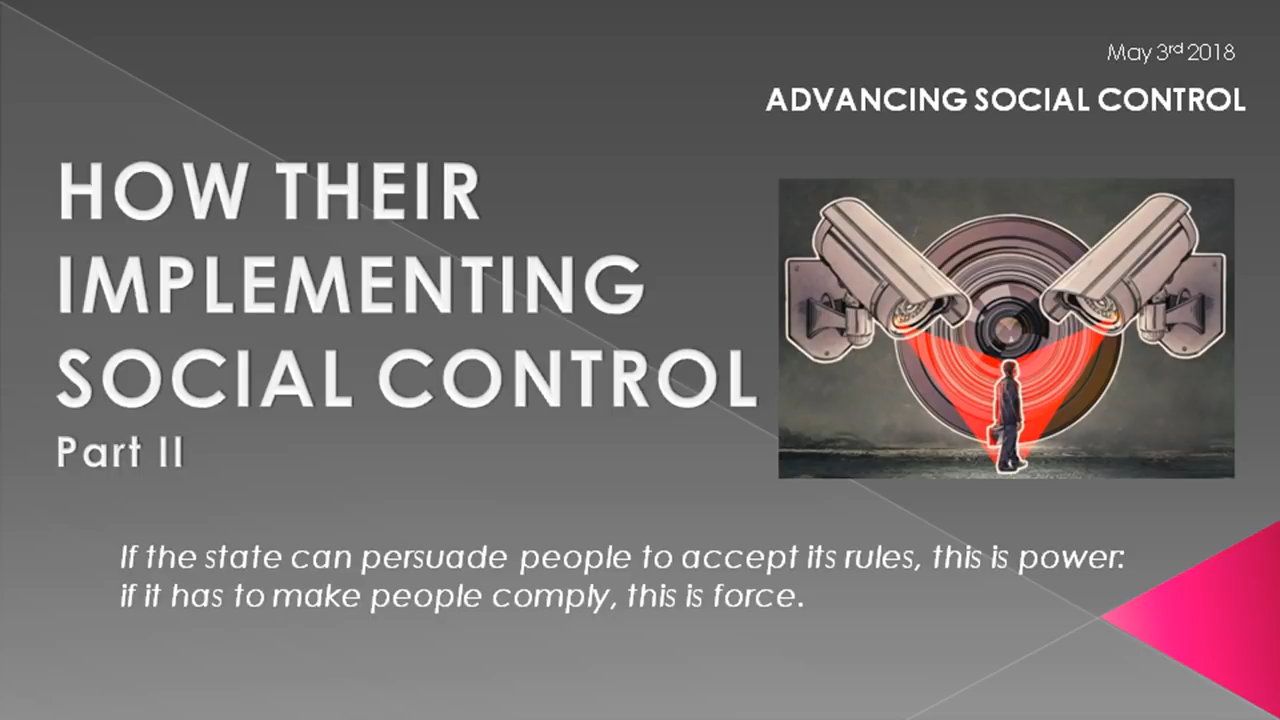 May 3rd 2018
ADVANCING SOCIAL CONTROL
HOW THEIR
IMPLEMENTING
SOCIAL CONTROL
Part II
If the state can persuade people to accept its rules, this is power:
if it has to make people comply, this is force.